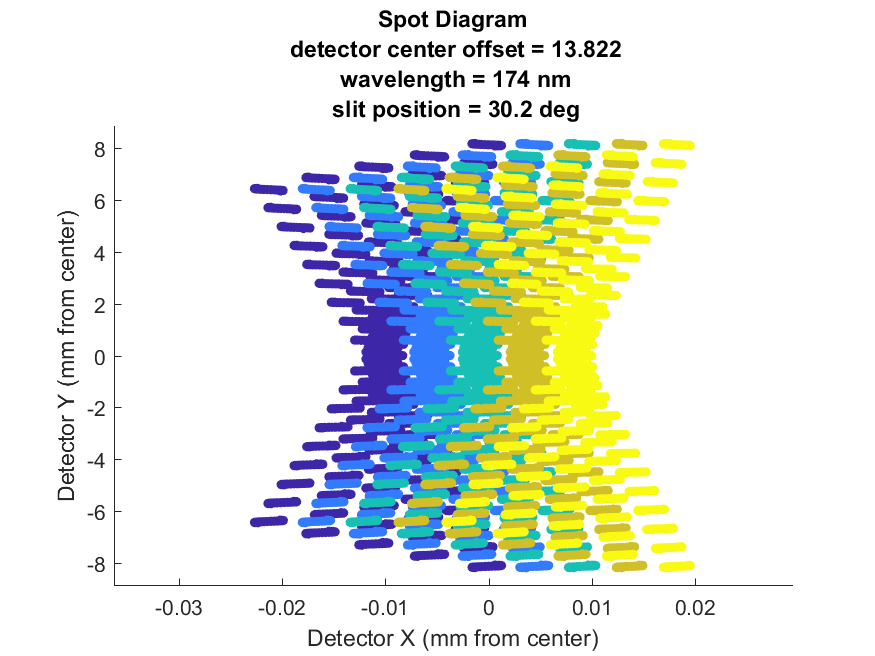 Spot Diagram
detector center offset = 13.822
wavelength = 174 nm
slit position = 30.2 deg
8
6
4
2
0
-2
-4
-6
-8
Detector Y (mm from center)
-0.03 -0.02 -0.01 0 0.01 0.02
Detector X (mm from center)